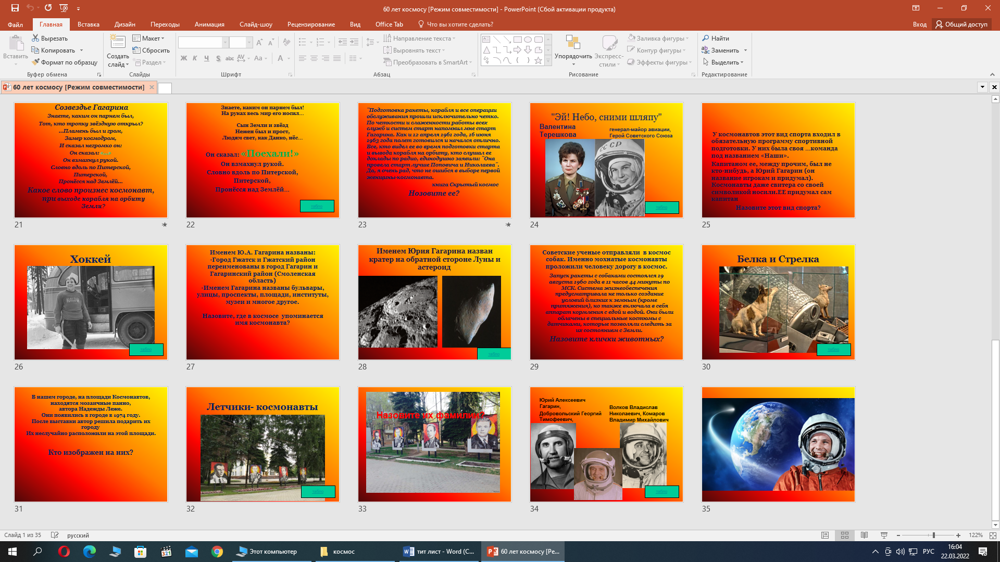 60 лет космосу [Режим совместимости] - PowerPoint (Сбой активации продукта)
Файл
Главная
Вставка
Дизайн
Переходы
Анимация
Слайд-шоу
Рецензирование
Вид
Office Tab
Что вы хотите сделать?
Вход
Общий доступ
Вставить
Вырезать
Копировать
Формат по образцу
Буфер обмена
Создать
слайд
Макет
Сбросить
Раздел
Слайды
Ж К Ч S abc AV Aa A
Шрифт
Направление текста
Выровнять текст
Преобразовать в SmartArt
Абзац
Упорядочить
Экспресс-
стили
Заливка фигуры
Контур фигуры
Эффекты фигуры
Рисование
Найти
Заменить
Выделить
Редактирование
60 лет космосу [Режим совместимости]
Созвездье Гагарина
Знаете, каким он парнем был,
Тот, кто тропку звёздную открыл?
...Пламень был и гром,
Замер космодром,
И сказал негромко он:
Он сказал:
Он взмахнул рукой.
Словно вдоль по Питерской,
Питерской,
Пронёсся над Землёй...
Какое слово произнес космонавт,
при выходе корабля на орбиту
Земли?
21
Знаете, каким он парнем был!
На руках весь мир его носил...
Сын Земли и звёзд
Нежен был и прост,
Людям свет, как Данко, нёс...
Он сказал: «Поехали!»
Он взмахнул рукой.
Словно вдоль по Питерской,
Питерской,
Пронёсся над Землёй...
табло
22
"Подготовка ракеты, корабля и все операции
обслуживания прошли исключительно четко.
По четкости и слаженности работы всех
служб и систем старт напомнил мне старт
Гагарина. Как и 12 апреля 1961 года, 16 июня
1963 года полет готовился и начался отлично.
Все, кто видел ее во время подготовки старта
и вывода корабля на орбиту, кто слушал ее
доклады по радио, единодушно заявили: "Она
провела старт лучше Поповича и Николаева".
Да, я очень рад, что не ошибся в выборе первой
женщины-космонавта.
книга Скрытый космос
Нозовите ее?
23
"Эй! Небо, сними шляпу"
Валентина
Терешкова
генерал-майор авиации,
Герой Советского Союза
СССР
табло
24
У космонавтов этот вид спорта входил в
обязательную программу спортивной
подготовки. У них была своя ...команда
под названием «Наши».
Капитаном ее, между прочим, был не
кто-нибудь, а Юрий Гагарин (он
название игрокам и придумал).
Космонавты даже свитера со своей
символикой носили.ЕЕ придумал сам
капитан
Назовите этот вид спорта?
25
Хоккей
НАШИ
табло
26
Именем Ю.А. Гагарина названы:
-Город Гжатск и Гжатский район
переименованы в город Гагарин и
Гагаринский район (Смоленская
область)
-Именем Гагарина названы бульвары,
улицы, проспекты, площади, институты,
музеи и многое другое.
Назовите, где в космосе упоминается
имя космонавта?
27
Именем Юрия Гагарина назван
кратер на обратной стороне Луны и
астероид
табло
28
Советские ученые отправляли в космос
собак. Именно мохнатые космонавты
проложили человеку дорогу в космос.
Запуск ракеты с собаками состоялся 19
августа 1960 года в 11 часов 44 минуты по
МСК. Система жизнеобеспечения
предусматривала не только создание
условий близких к земным (кроме
притяжения), но также включала в себя
аппарат кормления с едой и водой. Они были
облачены в специальные костюмы с
датчиками, которые позволяли следить за
их состоянием с Земли.
Назовите клички животных?
29
Белка и Стрелка
табло
30
В нашем городе, на площади Космонавтов,
находятся мозаичные панно,
автора Надежды Леже.
Они появились в городе в 1974 году.
После выставки автор решила подарить их
городу
Их неслучайно расположили на этой площади.
Кто изображен на них?
31
Летчики- космонавты
табло
32
Назовите их фамилии?
33
Юрий Алексеевич
Гагарин,
Добровольский Георгий
Тимофеевич,
Волков Владислав
Николаевич, Комаров
Владимир Михайлович
табло
34
35
Слайд 1 из 35
русский
122%
Этот компьютер
космос
тит лист - Word (С...
60 лет космосу [Ре...
РУС
16:04
22.03.2022